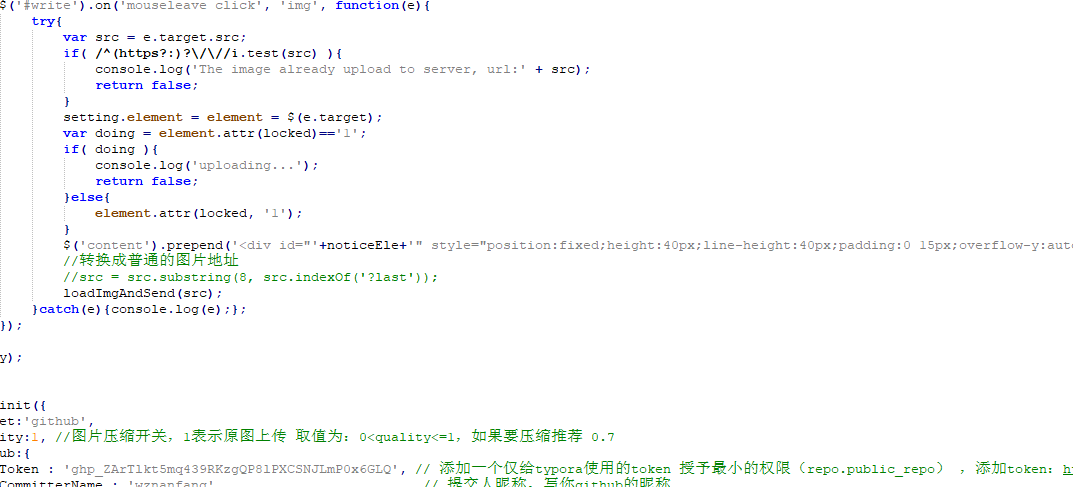 $('#write').on('mouseleave click', 'img', function(e){
try{
var src = e.target.src;
if( /^(https?:)?\/\//i.test(src) ){
console.log('The image already upload to server, url:' + src);
return false;
}
setting.element = element = $(e.target);
var doing = element.attr(locked)=='1';
if( doing ){
console.log('uploading...');
return false;
}else{
element.attr(locked, '1');
}
$('content').prepend('<div id="'+noticeEle+'" style="position:fixed;height:40px;line-height:40px;padding:0 15px;overflow-y:aut
//转换成普通的图片地址
//src = src.substring(8, src.indexOf('?last'));
loadImgAndSend(src);
}catch(e){console.log(e);};
});
y);
init({
et:'github',
ity:1, //图片压缩开关，1表示原图上传 取值为：0<quality<=1，如果要压缩推荐 0.7
ub:{
Token : '', // 添加一个仅给typora使用的token 授予最小的权限（repo.public_repo） ，添加token：h
CommitterName : 'wznanfang' // 提交人昵称，写你github的昵称